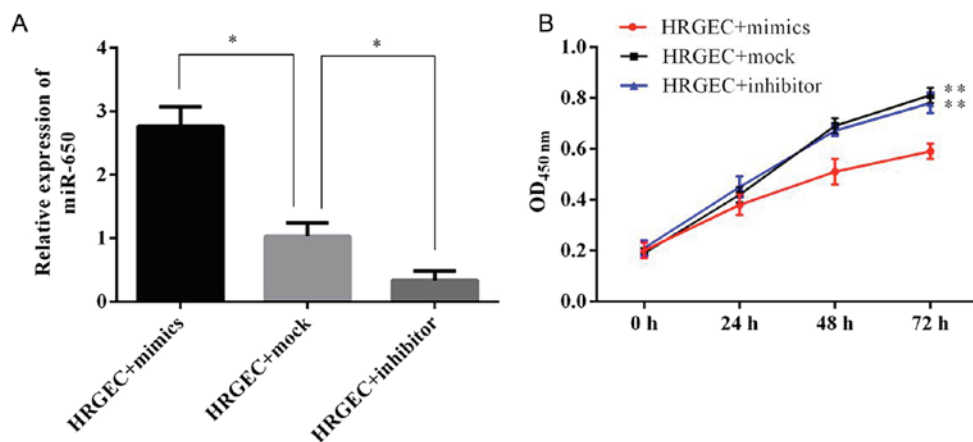 A
Relative expression of
miR-650
4
3
2
1
0
*
*
HRGEC+mimics
HRGEC+mock
HRGEC+inhibitor
B
HRGEC+mimics
HRGEC+mock
HRGEC+inhibitor
OD450 nm
1.0
0.8
0.6
0.4
0.2
0.0
**
**
0 h
24 h
48 h
72 h